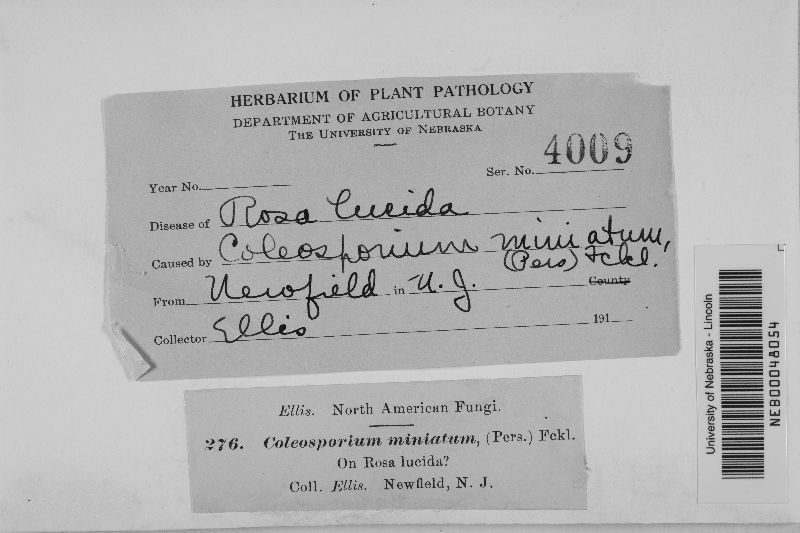 HERBARIUM OF PLANT PATHOLOGY
DEPARTMENT OF AGRICULTURAL BOTANY
THE UNIVERSITY OF NEBRASKA
Year No. Ser. No. 4009
Disease of Rosa lucida
Caused by Coleosporium miniatum,
(Pers) Fckl.
From Newfield in N. J. County
Collector Ellis 191
Ellis. North American Fungi.
276. Coleosporium miniatum, (Pers.) Fckl.
On Rosa lucida?
Coll. Ellis. Newfield, N. J.
University of Nebraska - Lincoln
NEB00048054